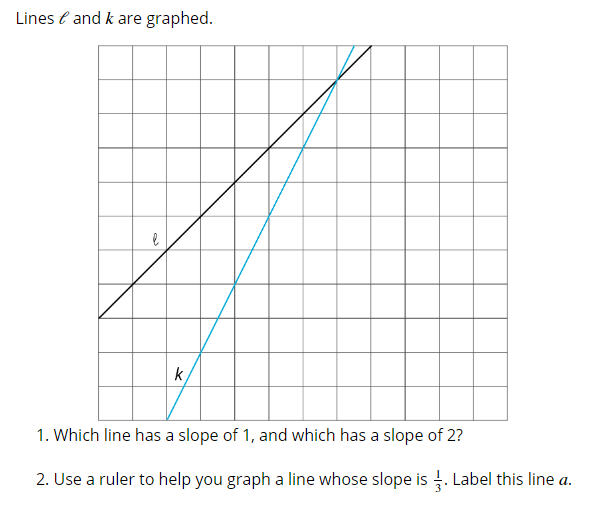 Lines ℓ and k are graphed.
ℓ
k
1. Which line has a slope of 1, and which has a slope of 2?
2. Use a ruler to help you graph a line whose slope is 1/3. Label this line a.